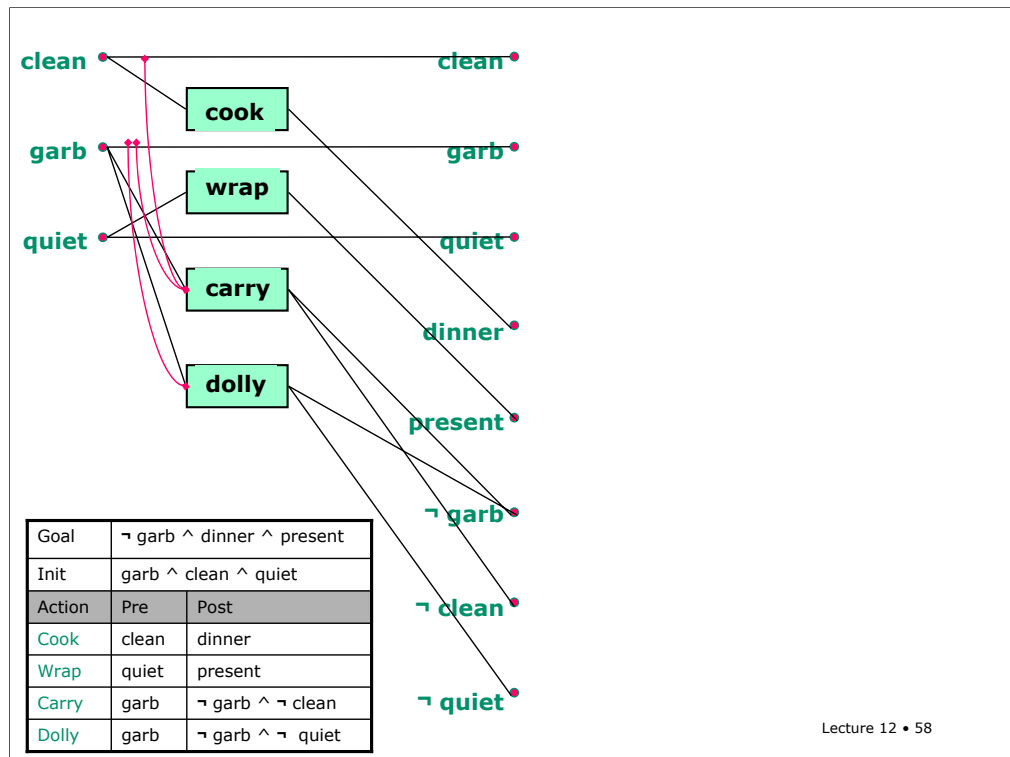 clean clean
cook
garb garb
wrap
quiet quiet
carry
dinner
dolly
present
¬ garb
Goal ¬ garb ^ dinner ^ present
Init garb ^ clean ^ quiet
Action Pre Post
¬ clean
Cook clean dinner
Wrap quiet present
Carry garb ¬ garb ^ ¬ clean
¬ quiet
Dolly garb ¬ garb ^ ¬ quiet
Lecture 12 • 58